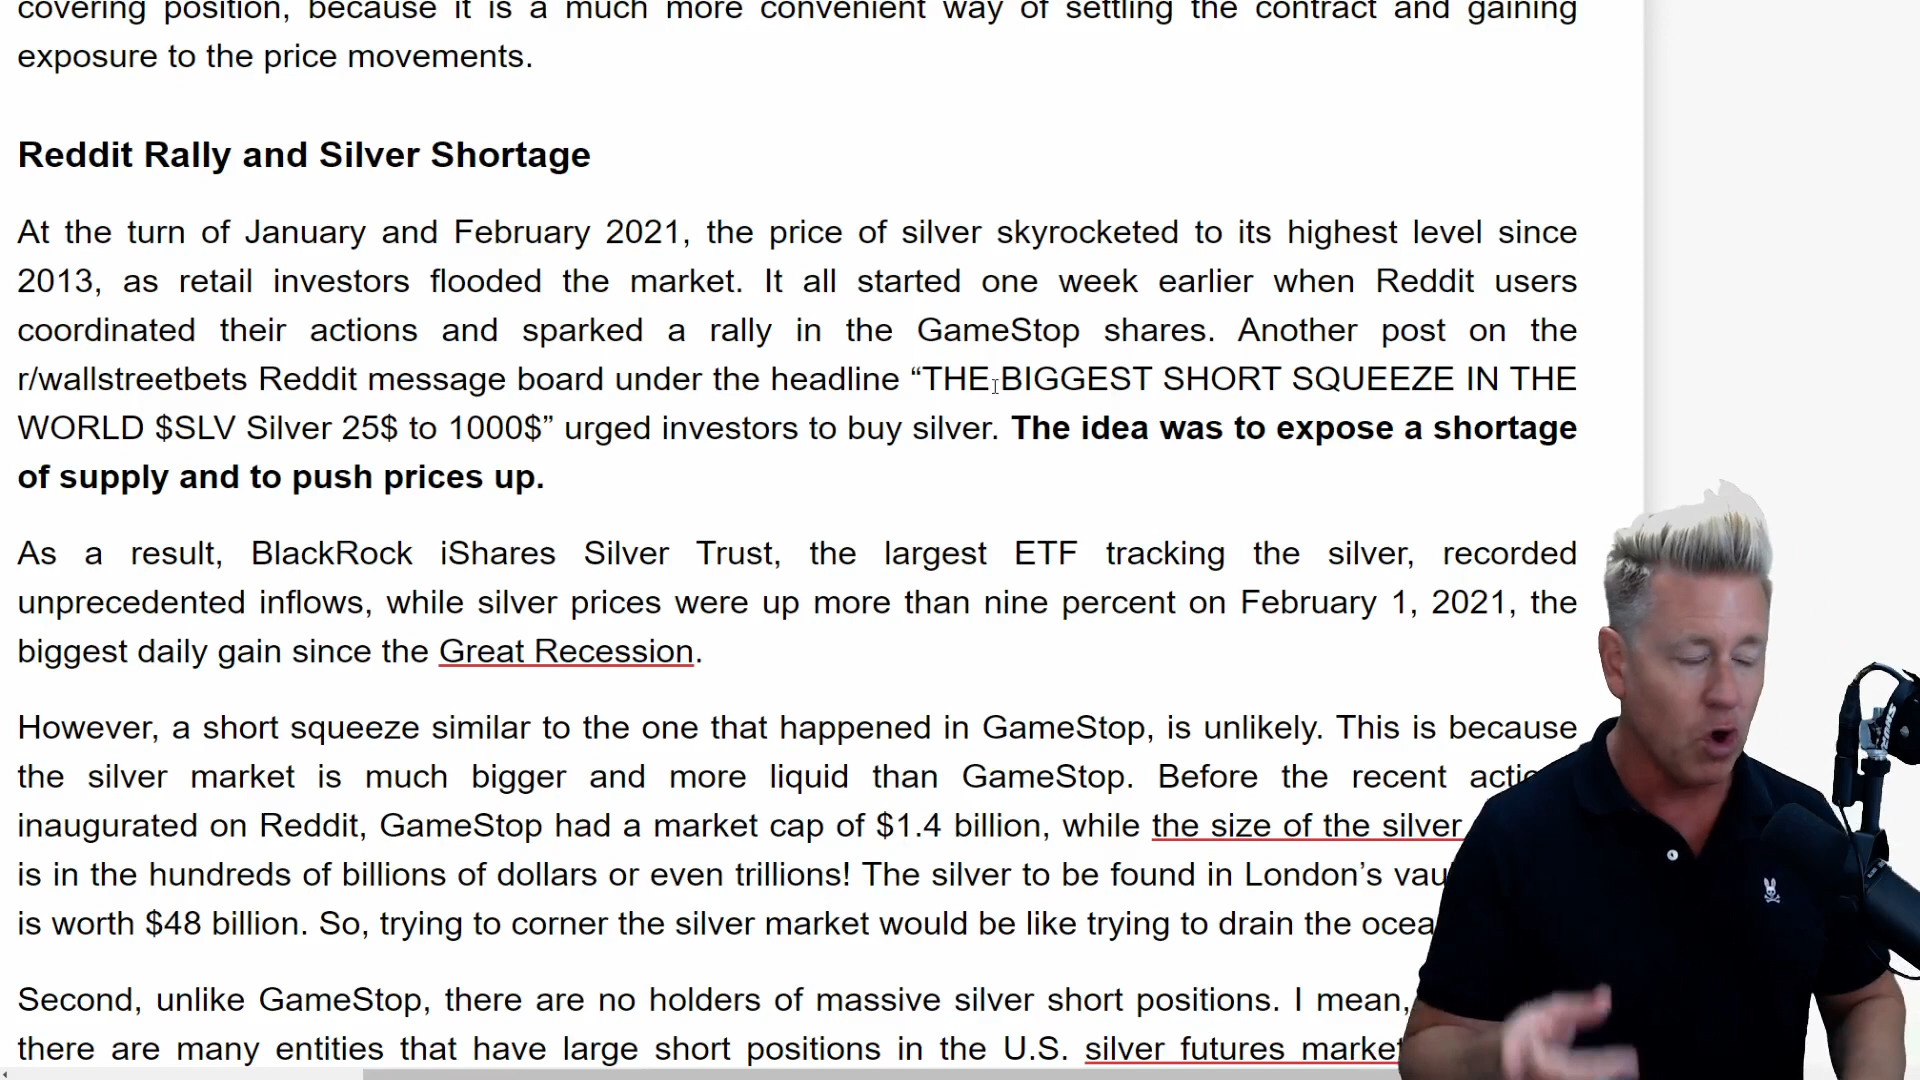 covering position, because it is a much more convenient way of settling the contract and gaining
exposure to the price movements.
Reddit Rally and Silver Shortage
At the turn of January and February 2021, the price of silver skyrocketed to its highest level since
2013, as retail investors flooded the market. It all started one week earlier when Reddit users
coordinated their actions and sparked a rally in the GameStop shares. Another post on the
r/wallstreetbets Reddit message board under the headline “THE BIGGEST SHORT SQUEEZE IN THE
WORLD $SLV Silver 25$ to 1000$” urged investors to buy silver. The idea was to expose a shortage
of supply and to push prices up.
As a result, BlackRock iShares Silver Trust, the largest ETF tracking the silver, recorded
unprecedented inflows, while silver prices were up more than nine percent on February 1, 2021, the
biggest daily gain since the Great Recession.
However, a short squeeze similar to the one that happened in GameStop, is unlikely. This is because
the silver market is much bigger and more liquid than GameStop. Before the recent
inaugurated on Reddit, GameStop had a market cap of $1.4 billion, while the size of the silver
is in the hundreds of billions of dollars or even trillions! The silver to be found in London’s
is worth $48 billion. So, trying to corner the silver market would be like trying to drain the
Second, unlike GameStop, there are no holders of massive silver short positions. I mean,
there are many entities that have large short positions in the U.S. silver futures market
SHURE